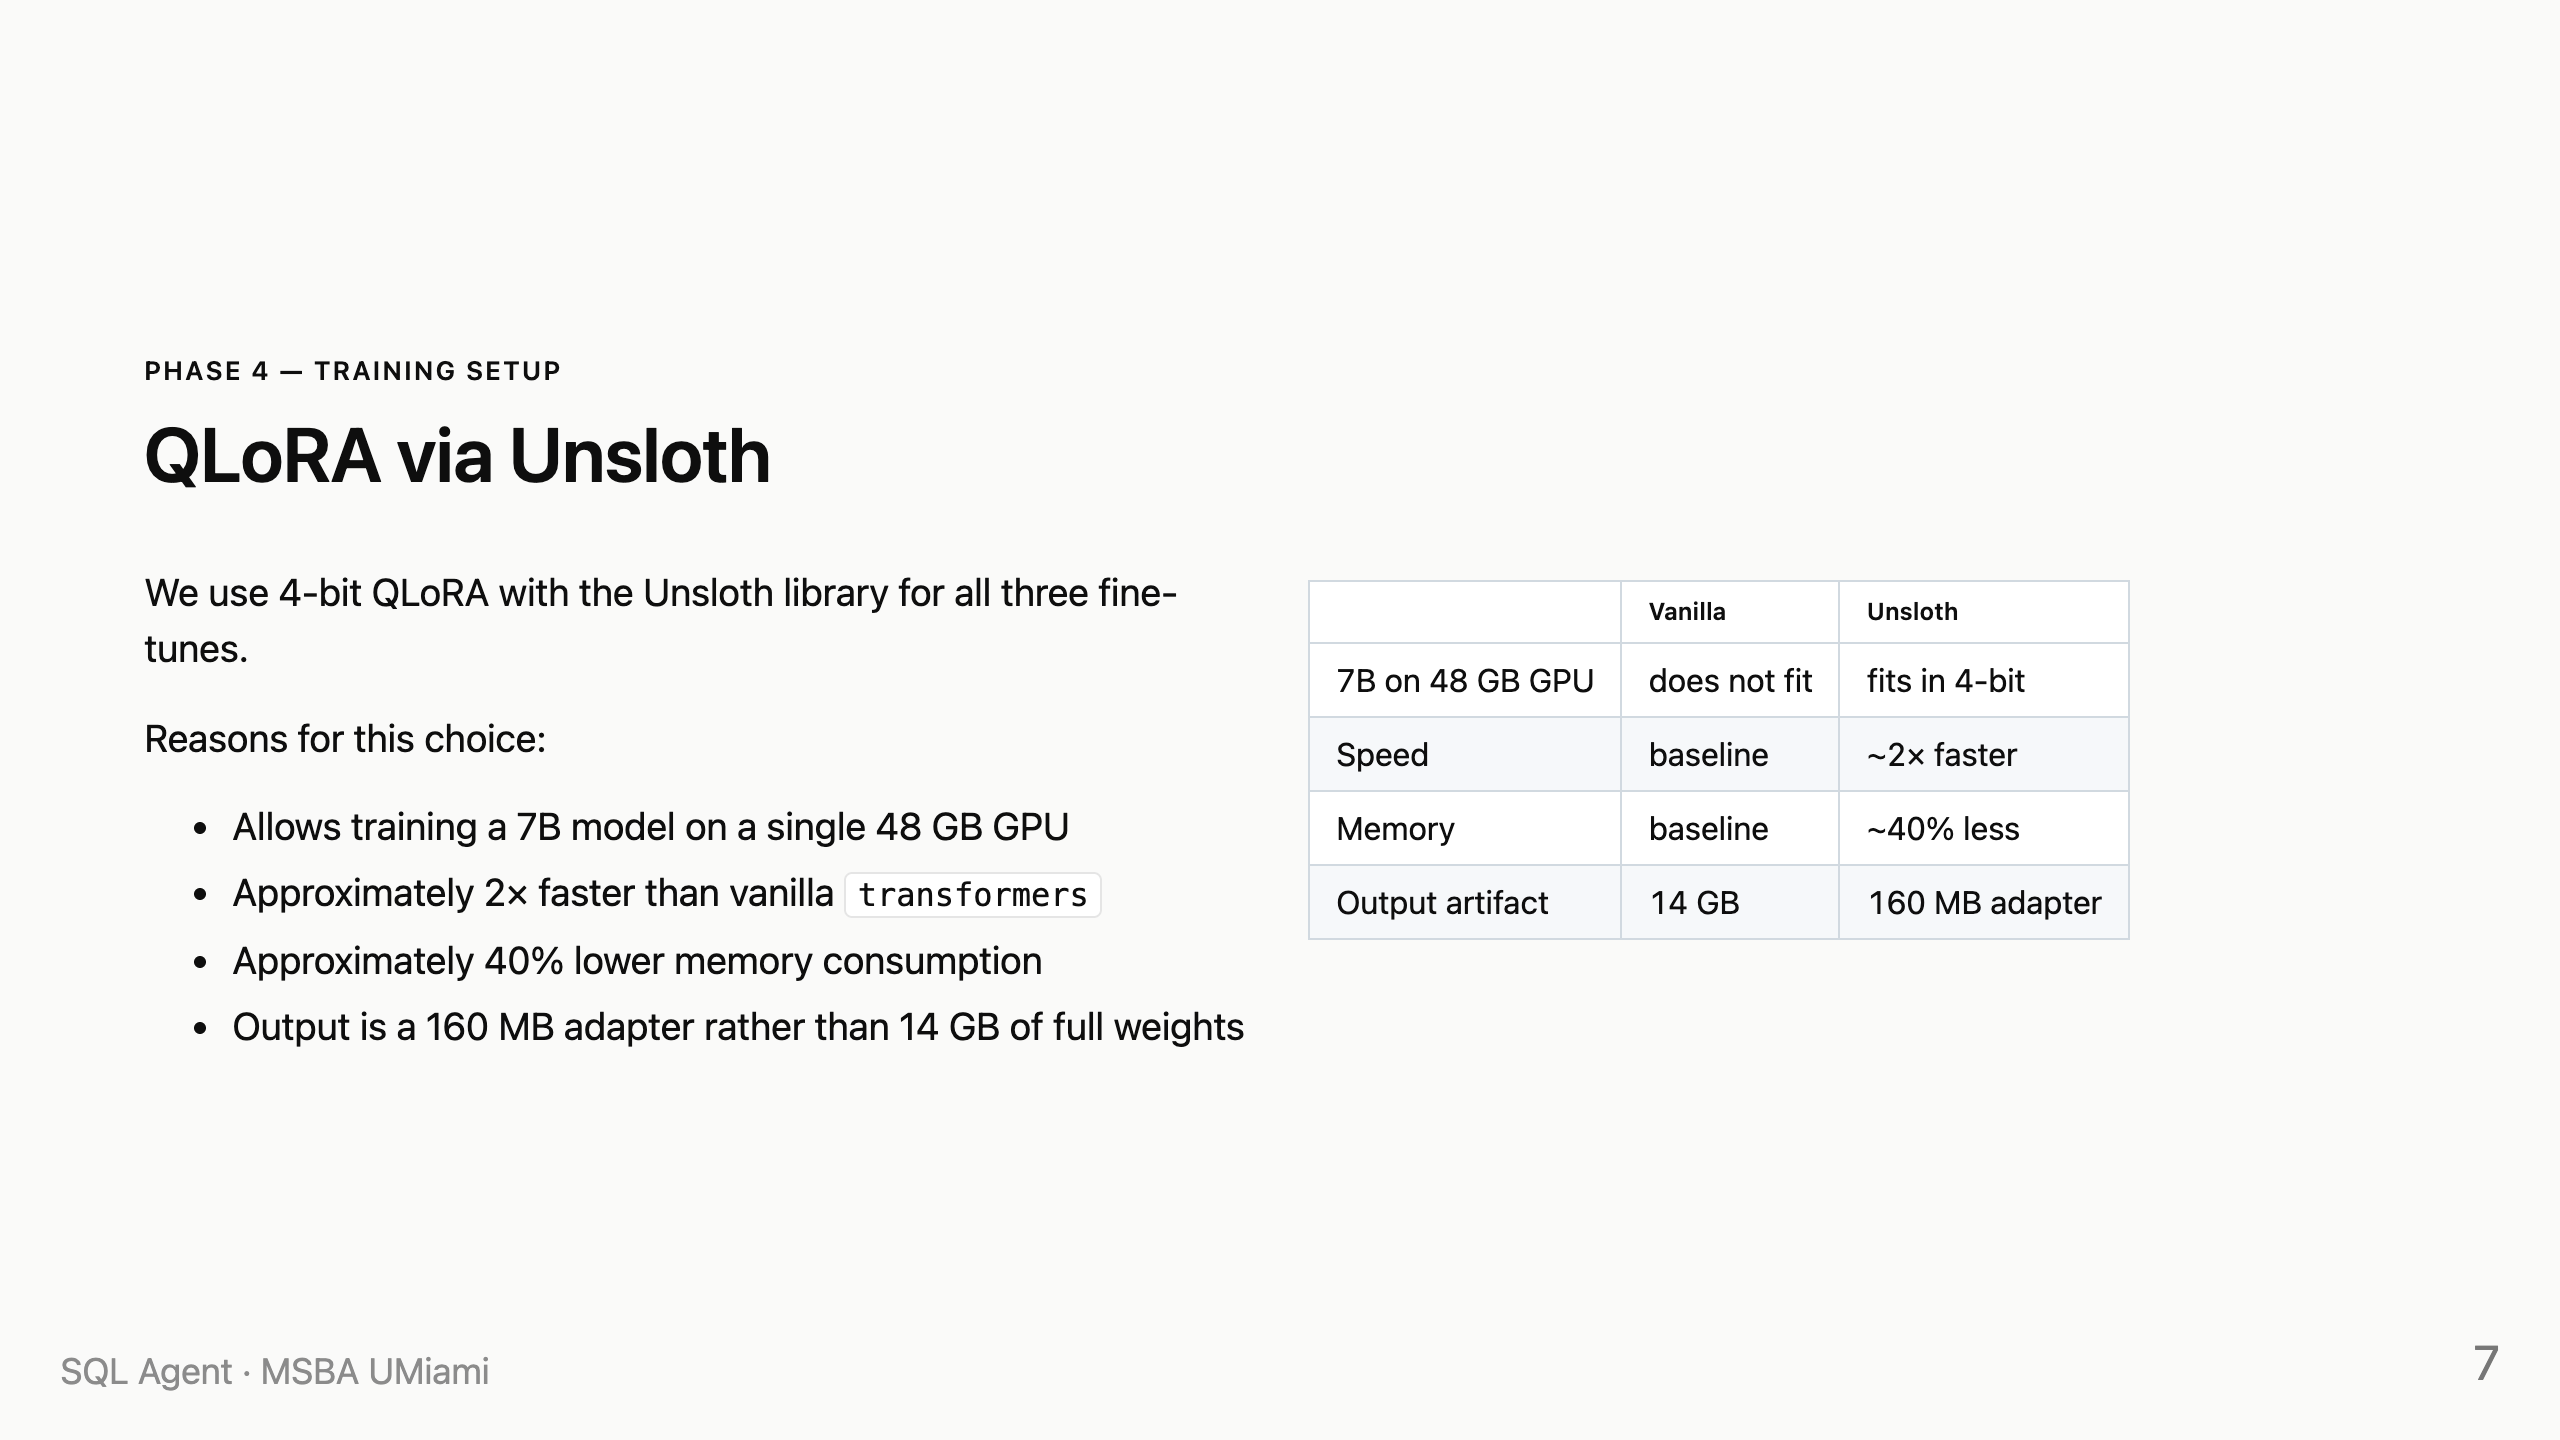 PHASE 4 — TRAINING SETUP
QLoRA via Unsloth
We use 4-bit QLoRA with the Unsloth library for all three fine-
tunes.
Reasons for this choice:
• Allows training a 7B model on a single 48 GB GPU
• Approximately 2× faster than vanilla transformers
• Approximately 40% lower memory consumption
• Output is a 160 MB adapter rather than 14 GB of full weights
Vanilla Unsloth
7B on 48 GB GPU does not fit fits in 4-bit
Speed baseline ~2× faster
Memory baseline ~40% less
Output artifact 14 GB 160 MB adapter
SQL Agent · MSBA UMiami
7